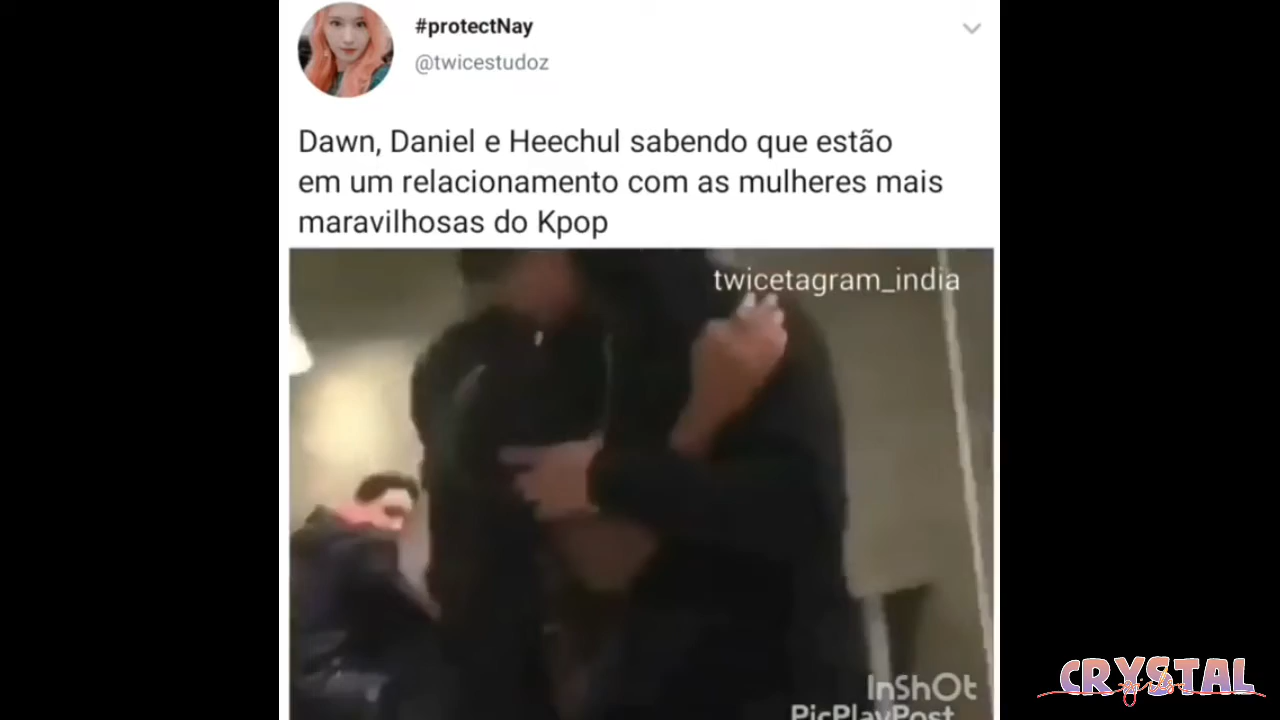 #protectNay
@twicestudoz
Dawn, Daniel e Heechul sabendo que estão
em um relacionamento com as mulheres mais
maravilhosas do Kpop
twicetagram_india
InShOt
PicPlayPost
CRYSTAL